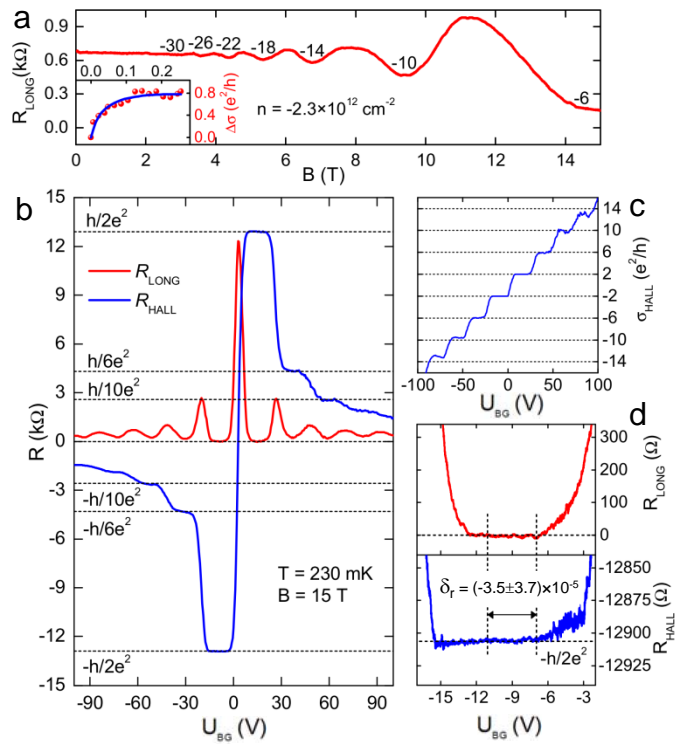 a
R_LONG(kΩ)
0.9
0.6
0.3
0.0
-30 -26 -22 -18 -14 -10 -6
0.0 0.1 0.2
0.8
0.4
0.0
Δσ (e²/h)
n = -2.3×10¹² cm⁻²
0 2 4 6 8 10 12 14
B (T)
b
R (kΩ)
15
12
9
6
3
0
-3
-6
-9
-12
-15
h/2e²
R_LONG
R_HALL
h/6e²
h/10e²
-h/10e²
-h/6e²
T = 230 mK
B = 15 T
-h/2e²
-90 -60 -30 0 30 60 90
U_BG (V)
c
14
10
6
2
-2
-6
-10
-14
σ_HALL (e²/h)
-100 -50 0 50 100
U_BG (V)
d
300
200
100
0
R_LONG (Ω)
δ_r = (-3.5±3.7)×10⁻⁵
-h/2e²
-12850
-12875
-12900
-12925
R_HALL (Ω)
-15 -12 -9 -6 -3
U_BG (V)